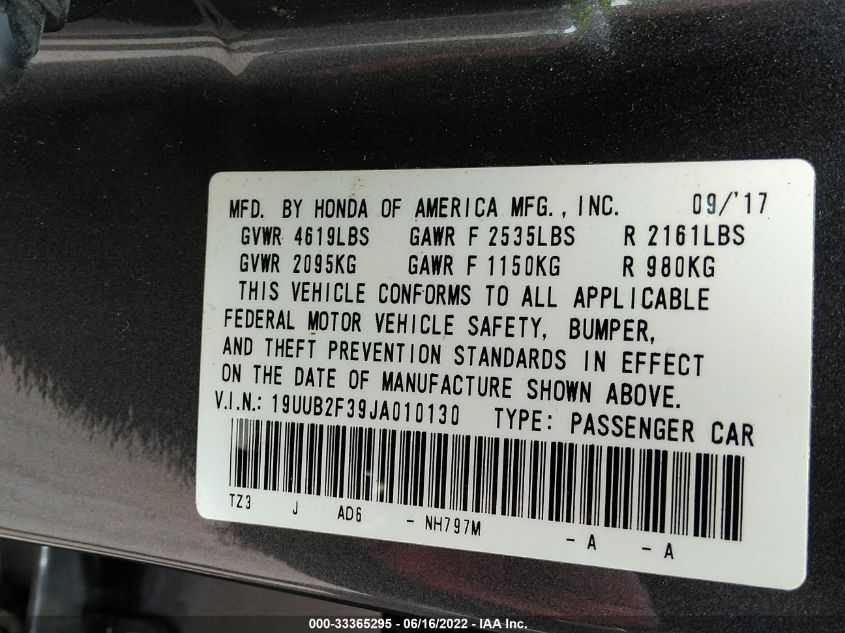 MFD. BY HONDA OF AMERICA MFG., INC. 09/'17
GVWR 4619LBS GAWR F 2535LBS R 2161LBS
GVWR 2095KG GAWR F 1150KG R 980KG
THIS VEHICLE CONFORMS TO ALL APPLICABLE
FEDERAL MOTOR VEHICLE SAFETY, BUMPER,
AND THEFT PREVENTION STANDARDS IN EFFECT
ON THE DATE OF MANUFACTURE SHOWN ABOVE.
V.I.N.: 19UUB2F39JA010130 TYPE: PASSENGER CAR
TZ3 J AD6 - NH797M - A - A
000-33365295 - 06/16/2022 - IAA Inc.